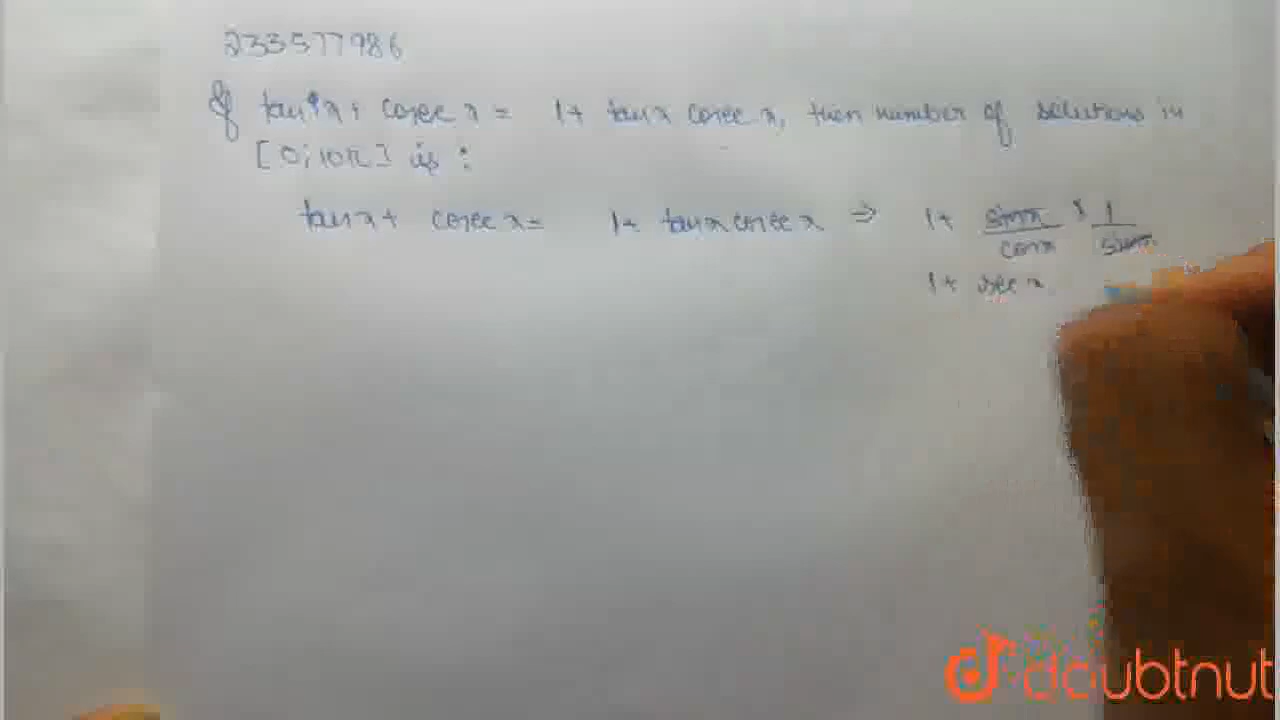 233577986
If tan x + cosec x = 1 + tan x cosec x, then number of solutions in
[0, 10π] is :
tan x + cosec x = 1 + tan x cosec x ⇒ 1 + sin x / cos x × 1 / sin x
1 + sec x
doubtnut